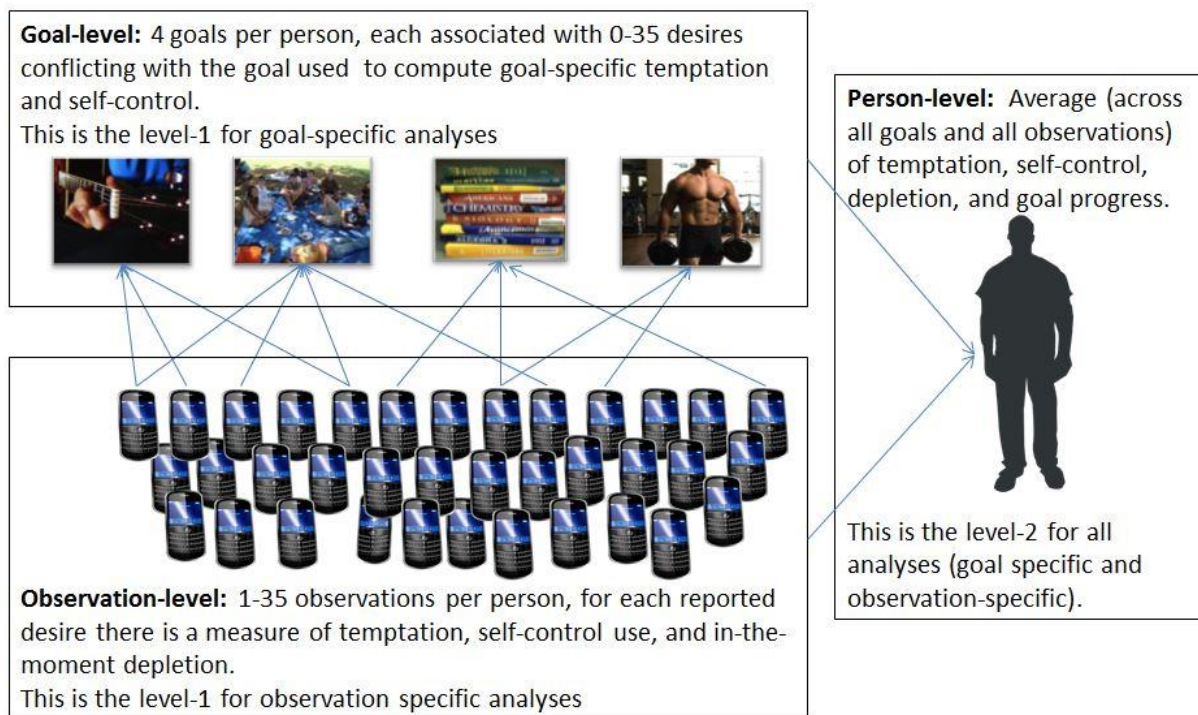 Goal-level: 4 goals per person, each associated with 0-35 desires
conflicting with the goal used to compute goal-specific temptation
and self-control.
This is the level-1 for goal-specific analyses
CHEMISTRY
BIOLOGY
Observation-level: 1-35 observations per person, for each reported
desire there is a measure of temptation, self-control use, and in-the-
moment depletion.
This is the level-1 for observation specific analyses
Person-level: Average (across
all goals and all observations)
of temptation, self-control,
depletion, and goal progress.
This is the level-2 for all
analyses (goal specific and
observation-specific).